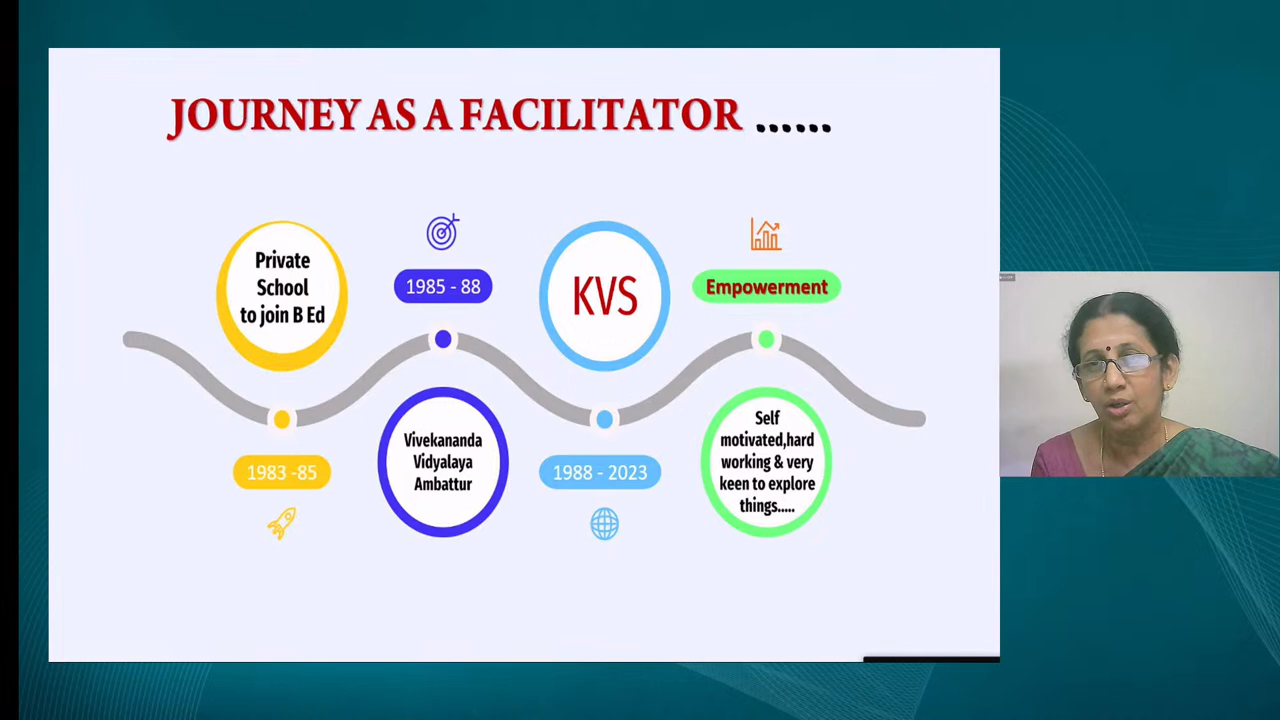 JOURNEY AS A FACILITATOR ......
Private
School
to join B Ed
1983 -85
1985 - 88
Vivekananda
Vidyalaya
Ambattur
KVS
1988 - 2023
Empowerment
Self
motivated,hard
working & very
keen to explore
things.....